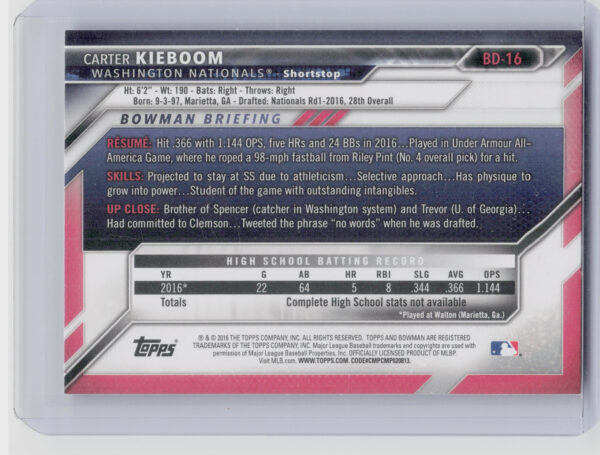 CARTER KIEBOOM
BD-16
WASHINGTON NATIONALS® - Shortstop
Ht: 6'2" - Wt: 190 - Bats: Right - Throws: Right
Born: 9-3-97, Marietta, GA - Drafted: Nationals Rd1-2016, 28th Overall
BOWMAN BRIEFING
RÉSUMÉ: Hit .366 with 1.144 OPS, five HRs and 24 BBs in 2016...Played in Under Armour All-
America Game, where he roped a 98-mph fastball from Riley Pint (No. 4 overall pick) for a hit.
SKILLS: Projected to stay at SS due to athleticism...Selective approach...Has physique to
grow into power...Student of the game with outstanding intangibles.
UP CLOSE: Brother of Spencer (catcher in Washington system) and Trevor (U. of Georgia)...
Had committed to Clemson...Tweeted the phrase "no words" when he was drafted.
HIGH SCHOOL BATTING RECORD
YR G AB HR RBI SLG AVG OPS
2016* 22 64 5 8 .344 .366 1.144
Totals Complete High School stats not available
*Played at Walton (Marietta, Ga.)
Topps
® & © 2016 THE TOPPS COMPANY, INC. ALL RIGHTS RESERVED. TOPPS AND BOWMAN ARE REGISTERED
TRADEMARKS OF THE TOPPS COMPANY, INC. Major League Baseball trademarks and copyrights are used with
permission of Major League Baseball Properties, Inc. OFFICIALLY LICENSED PRODUCT OF MLBP.
Visit MLB.com. WWW.TOPPS.COM. CODE#CMPCMP020813.